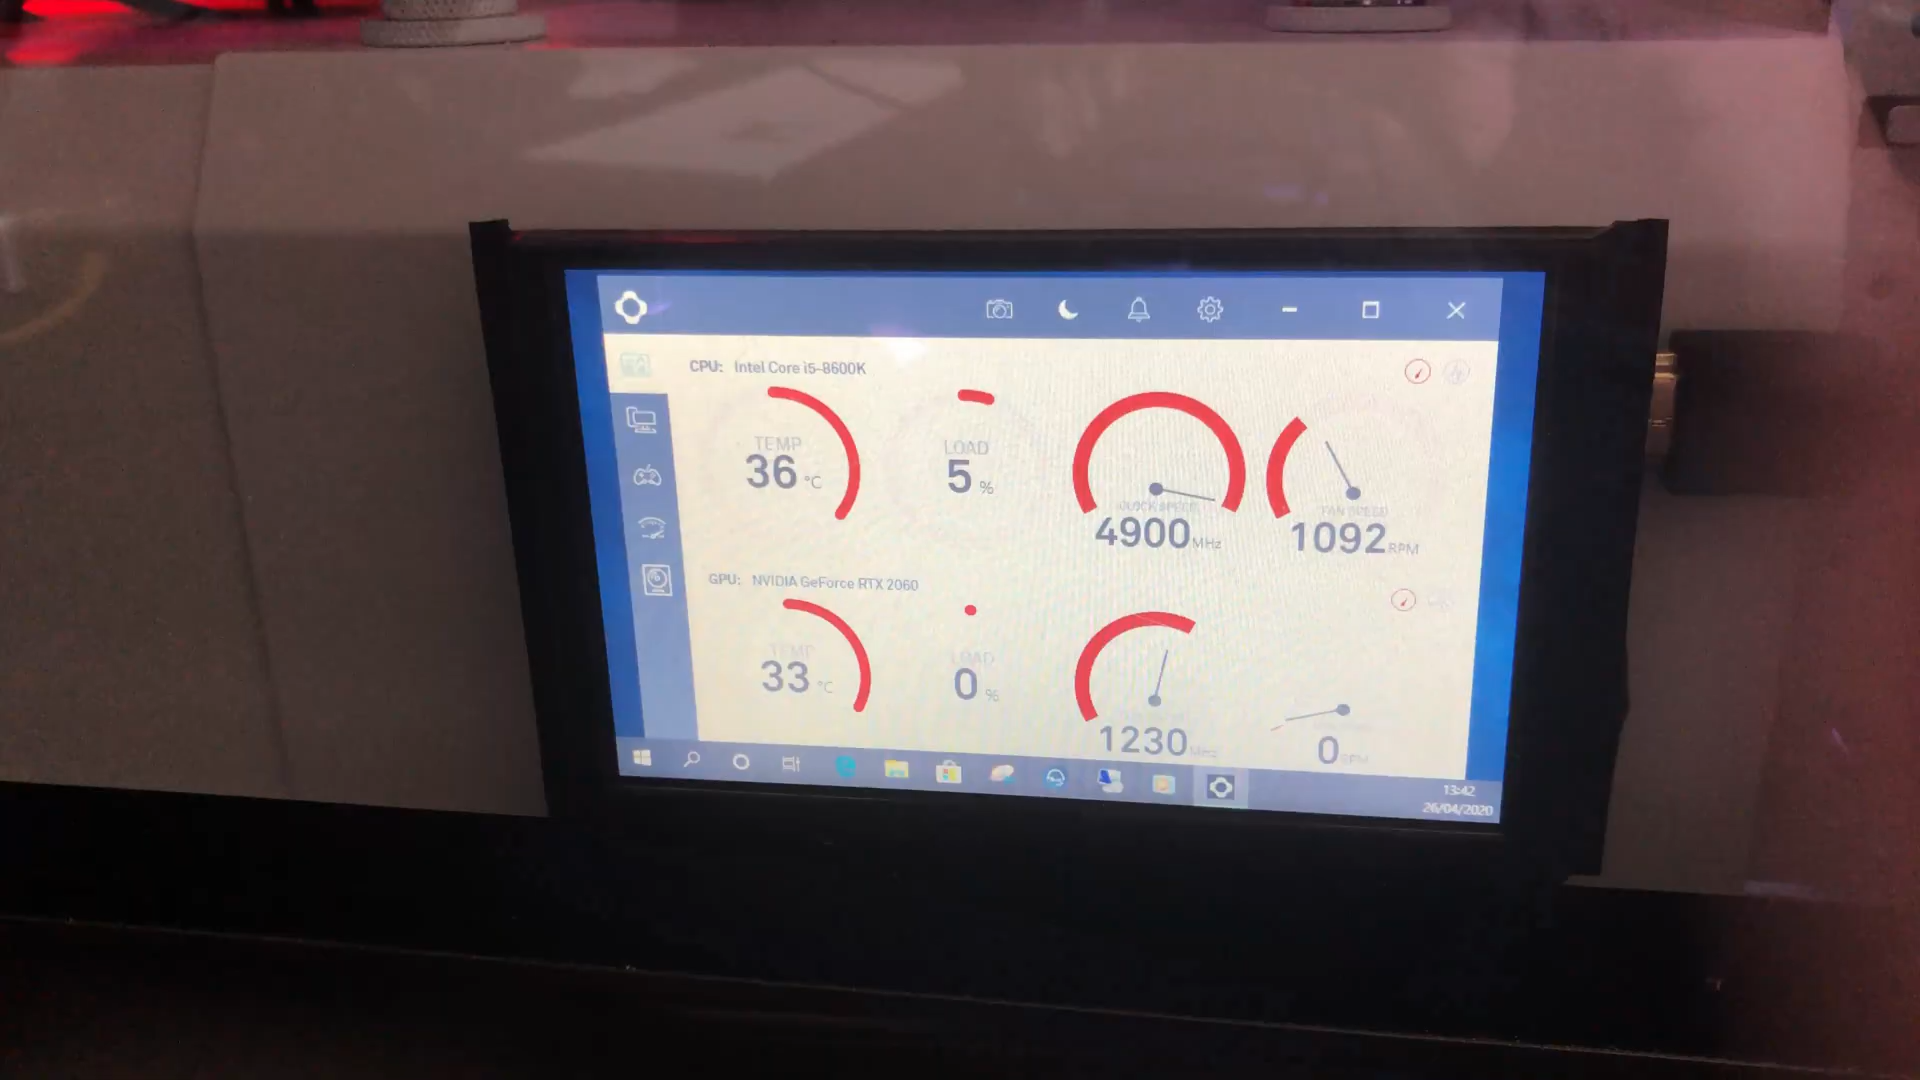 CPU: Intel Core i5-8600K
TEMP
36 °C
LOAD
5 %
CLOCK SPEED
4900 MHz
FAN SPEED
1092 RPM
GPU: NVIDIA GeForce RTX 2060
TEMP
33 °C
LOAD
0 %
1230 MHz
0 RPM
13:42
26/04/2020